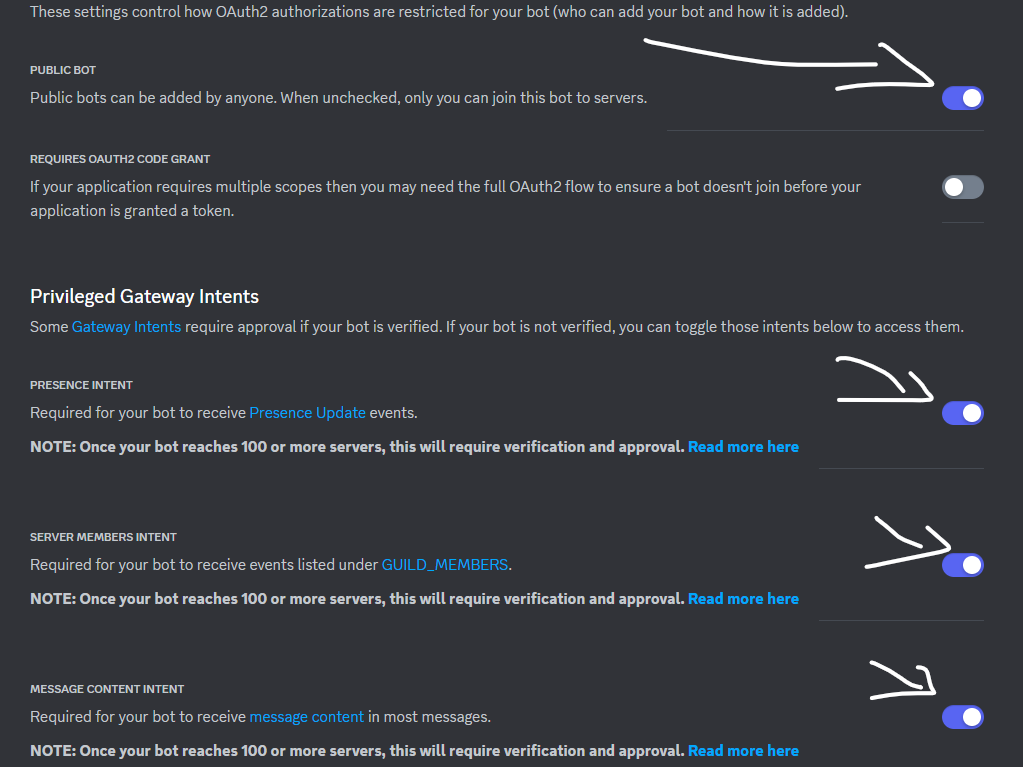 These settings control how OAuth2 authorizations are restricted for your bot (who can add your bot and how it is added).
PUBLIC BOT
Public bots can be added by anyone. When unchecked, only you can join this bot to servers.
REQUIRES OAUTH2 CODE GRANT
If your application requires multiple scopes then you may need the full OAuth2 flow to ensure a bot doesn't join before your
application is granted a token.
Privileged Gateway Intents
Some Gateway Intents require approval if your bot is verified. If your bot is not verified, you can toggle those intents below to access them.
PRESENCE INTENT
Required for your bot to receive Presence Update events.
NOTE: Once your bot reaches 100 or more servers, this will require verification and approval. Read more here
SERVER MEMBERS INTENT
Required for your bot to receive events listed under GUILD_MEMBERS.
NOTE: Once your bot reaches 100 or more servers, this will require verification and approval. Read more here
MESSAGE CONTENT INTENT
Required for your bot to receive message content in most messages.
NOTE: Once your bot reaches 100 or more servers, this will require verification and approval. Read more here